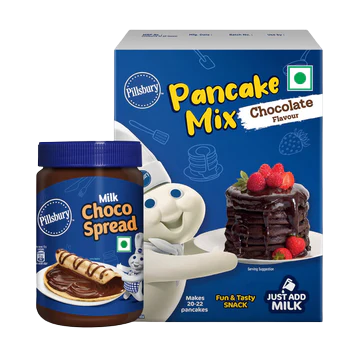 Pillsbury
Pancake
Mix
Chocolate
Flavour
Pillsbury
Milk
Choco
Spread
Serving Suggestion
Makes
20-22
pancakes
Fun & Tasty
SNACK
JUST ADD
MILK